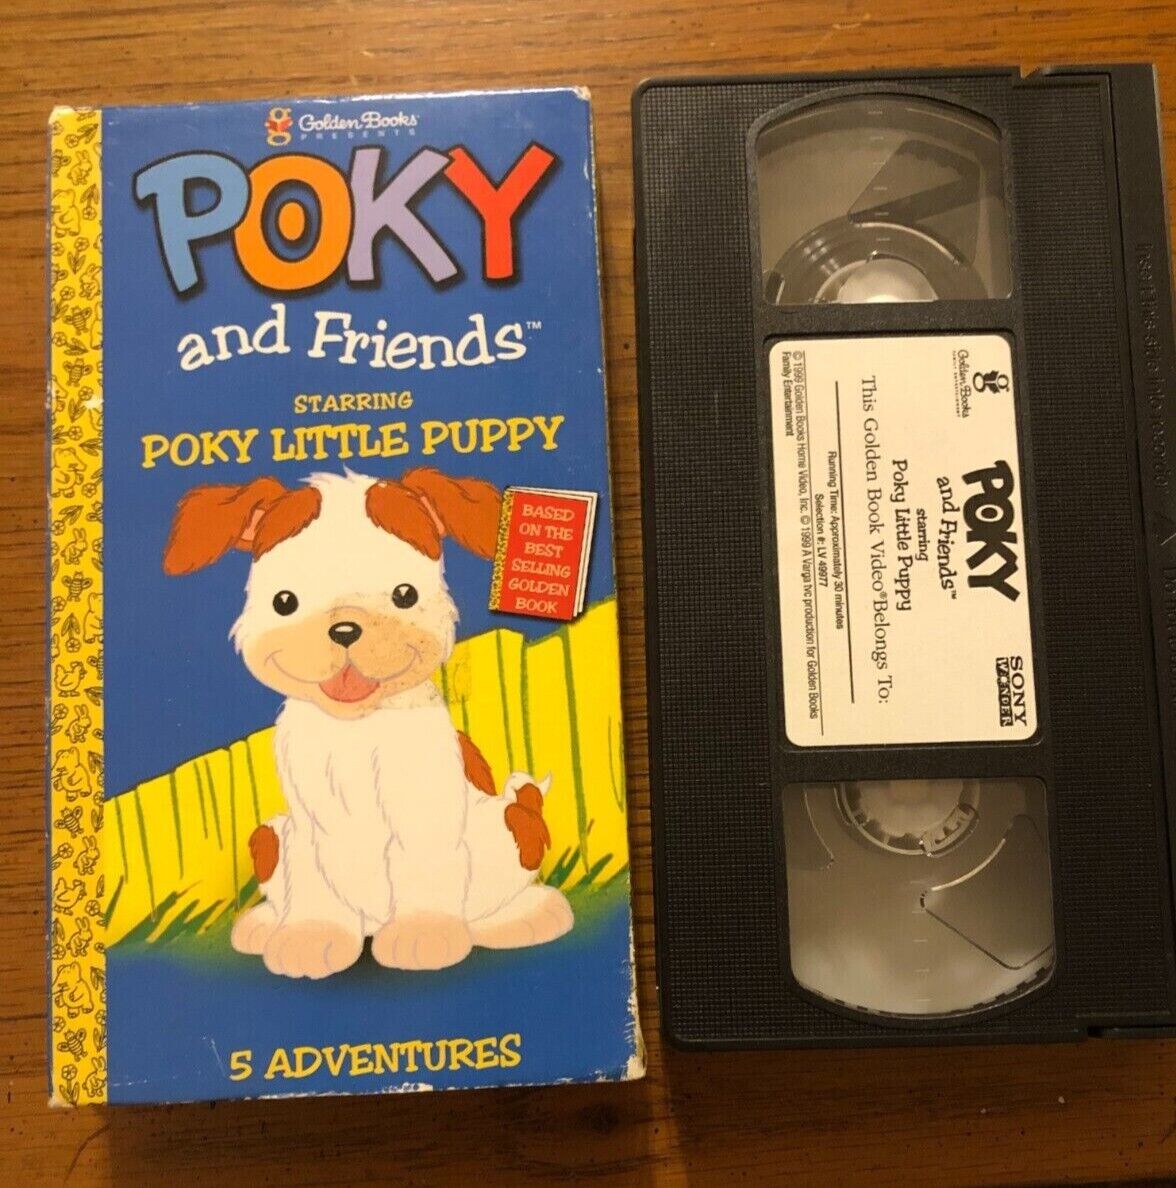 Golden Books
PRESENTS
POKY
and Friends™
STARRING
POKY LITTLE PUPPY
BASED
ON THE
BEST
SELLING
GOLDEN
BOOK
5 ADVENTURES
Golden Books
FAMILY ENTERTAINMENT
POKY
and Friends™
starring
Poky Little Puppy
This Golden Book Video® Belongs To:
Running Time: Approximately 30 minutes
Selection #: LV 49977
© 1999 Golden Books Home Video, Inc. © 1999 A Varga tvc production for Golden Books
Family Entertainment
SONY
WONDER